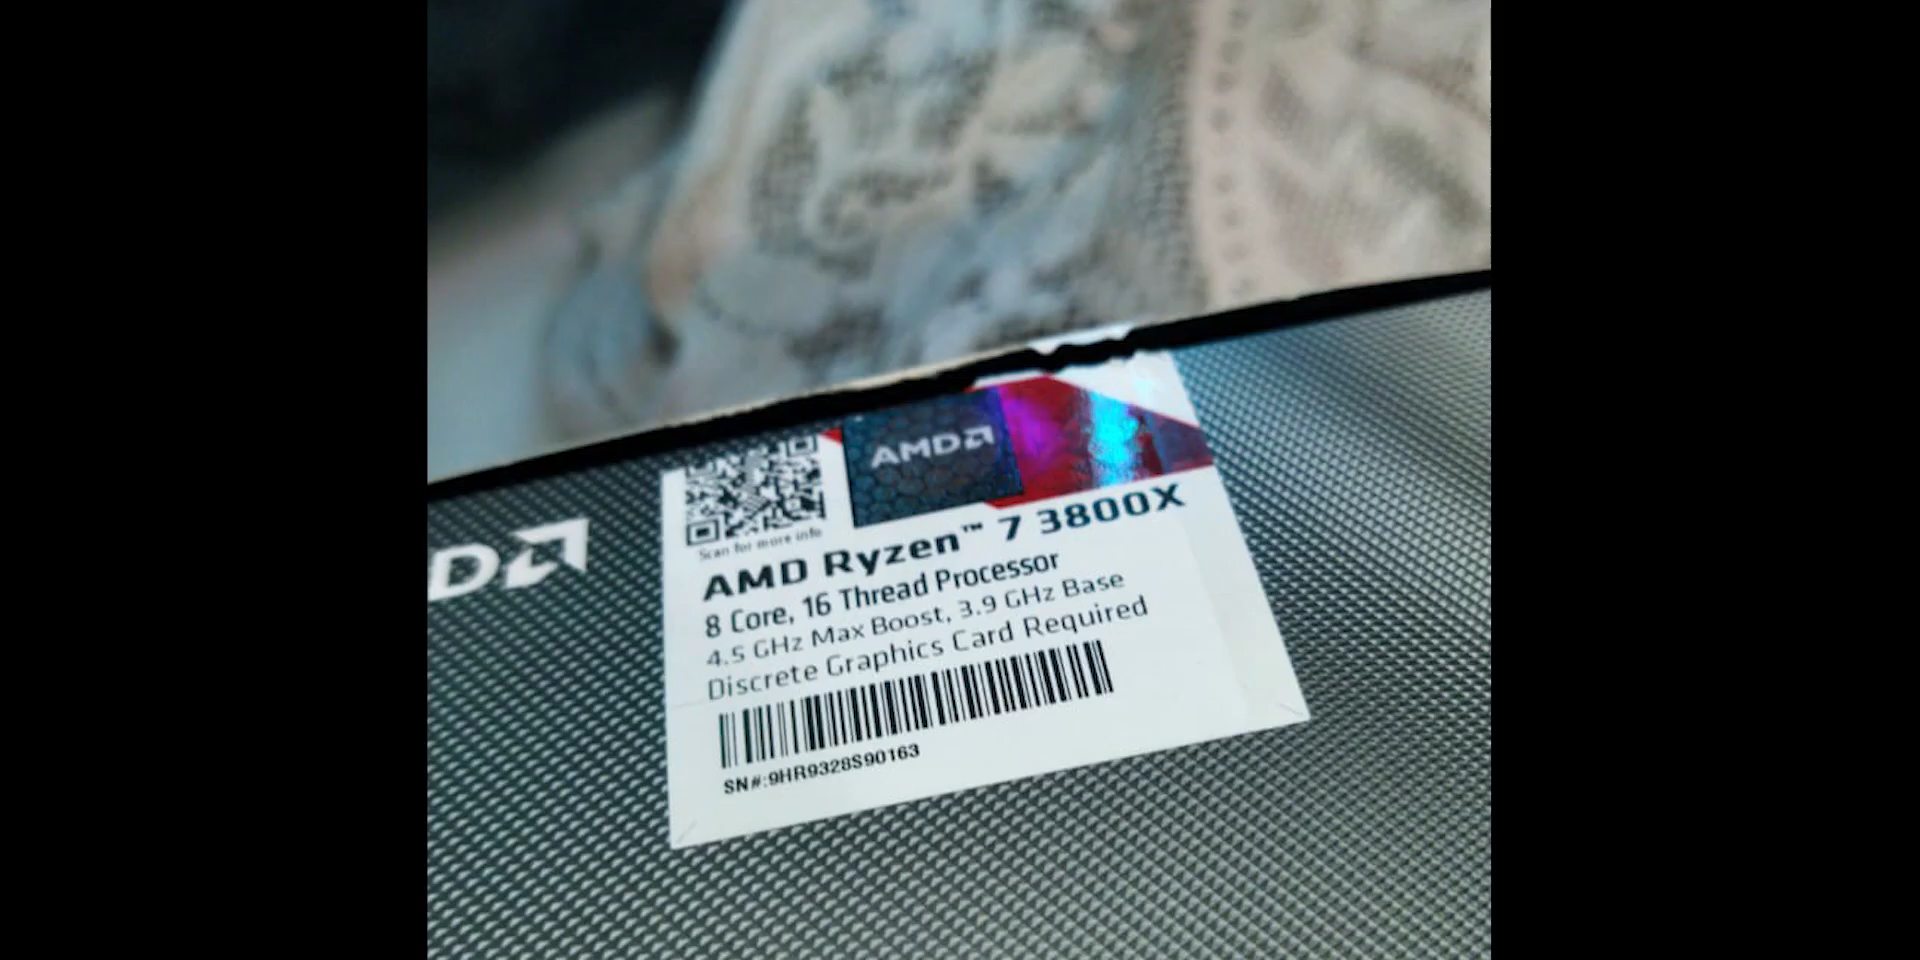 AMD
Scan for more info
AMD Ryzen™ 7 3800X
8 Core, 16 Thread Processor
4.5 GHz Max Boost, 3.9 GHz Base
Discrete Graphics Card Required
SN#:9HR9328S90163
D